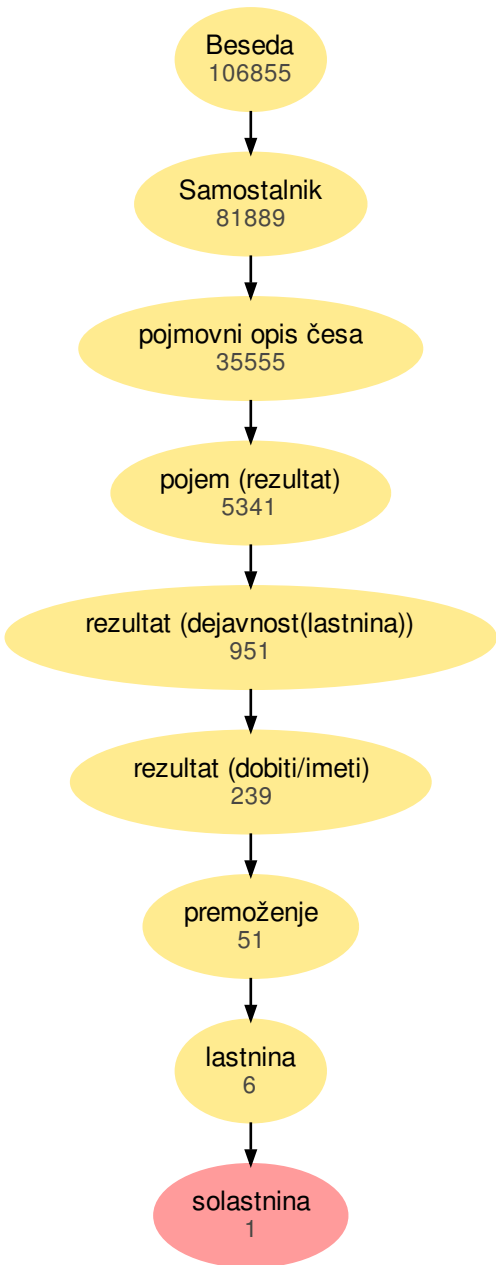 Beseda
106855
Samostalnik
81889
pojmovni opis česa
35555
pojem (rezultat)
5341
rezultat (dejavnost(lastnina))
951
rezultat (dobiti/imeti)
239
premoženje
51
lastnina
6
solastnina
1